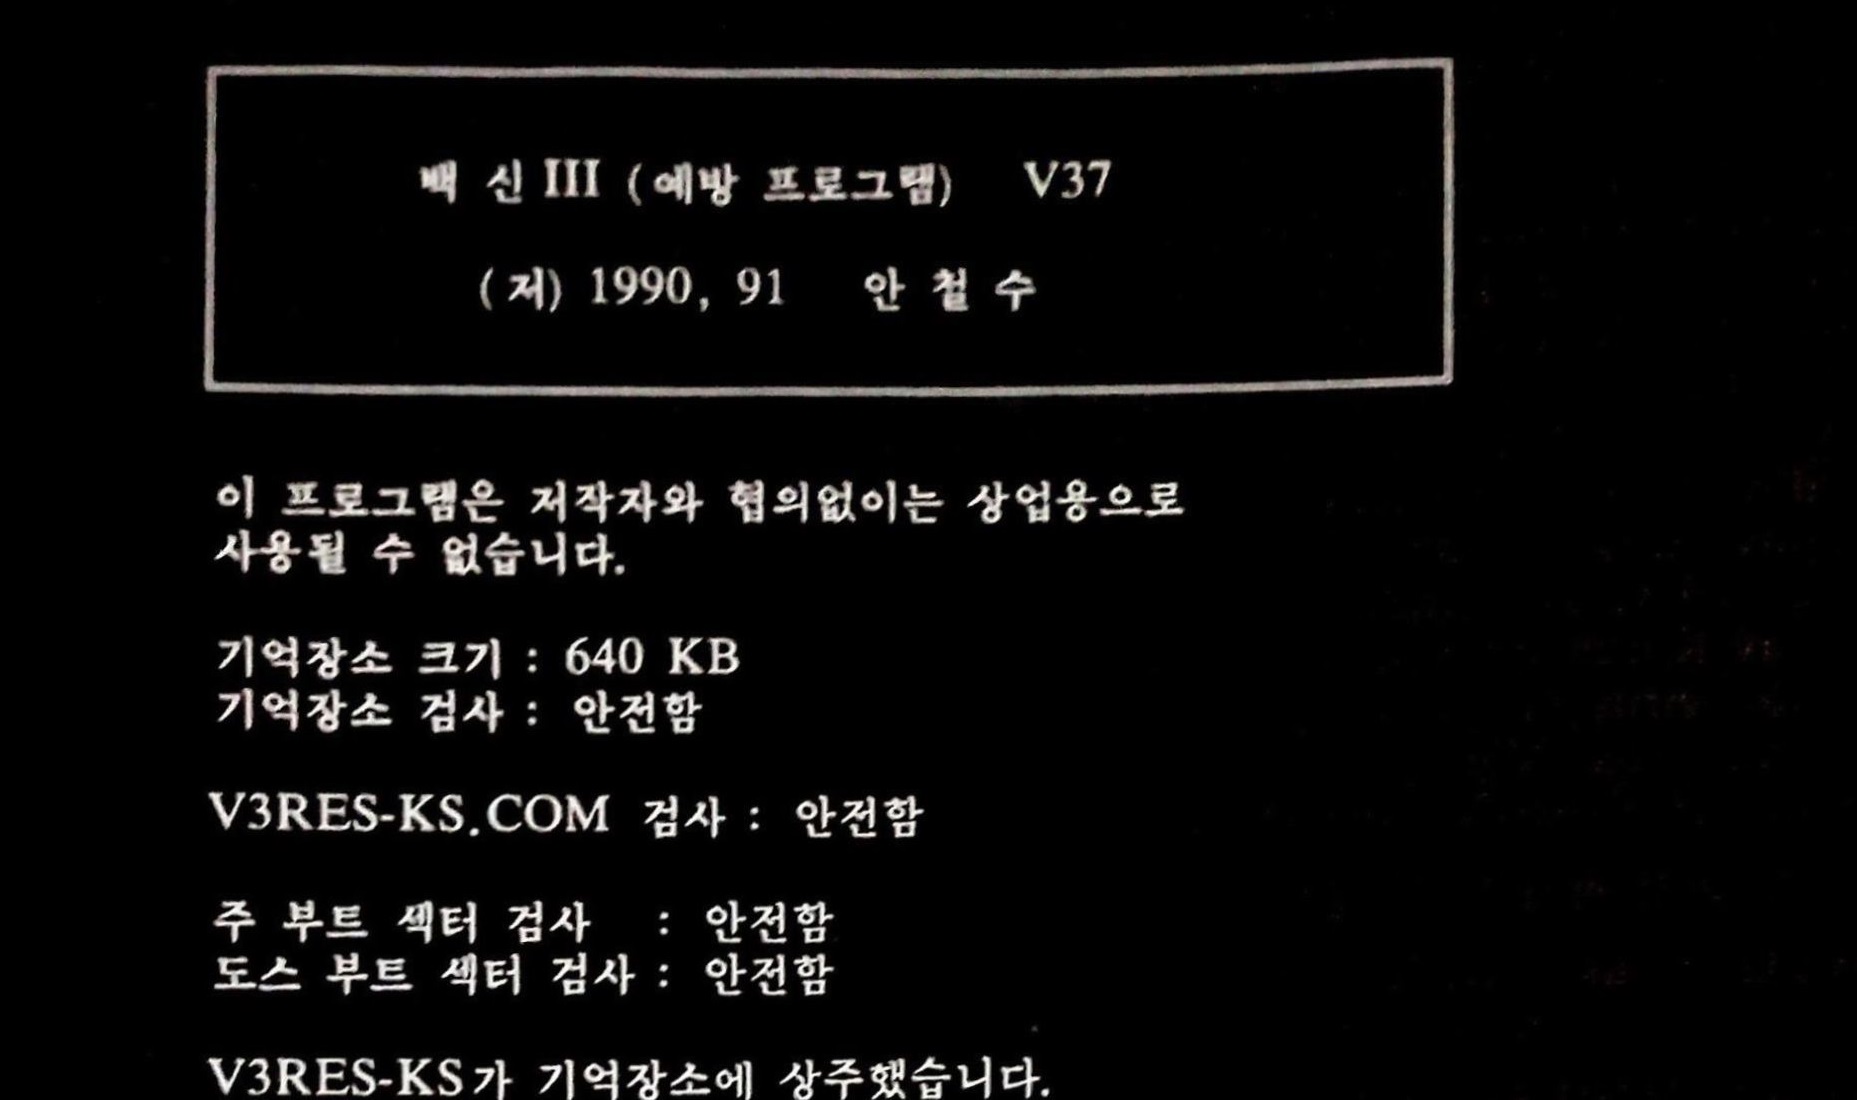 백 신 III (예방 프로그램) V37
(저) 1990, 91 안 철 수
이 프로그램은 저작자와 협의없이는 상업용으로
사용될 수 없습니다.
기억장소 크기 : 640 KB
기억장소 검사 : 안전함
V3RES-KS.COM 검사 : 안전함
주 부트 섹터 검사 : 안전함
도스 부트 섹터 검사 : 안전함
V3RES-KS가 기억장소에 상주했습니다.